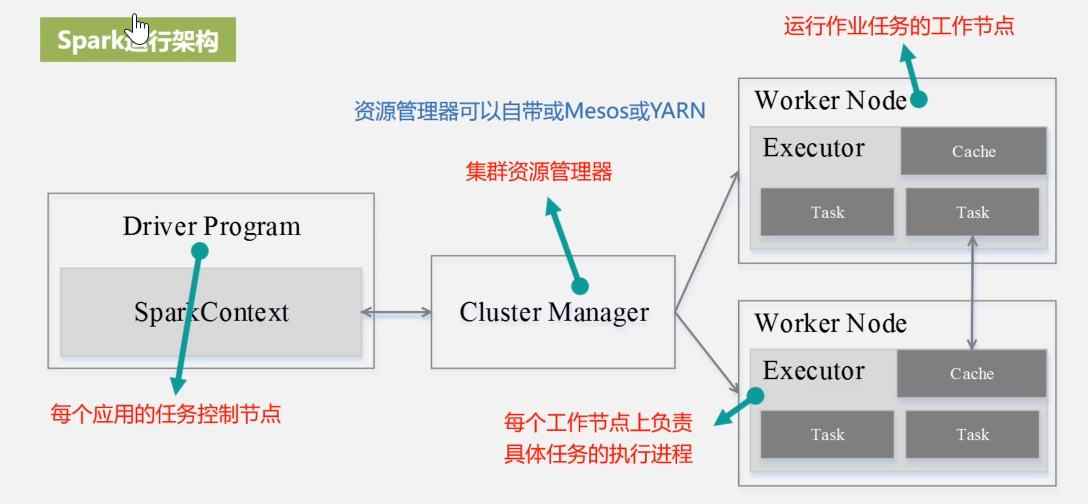 Spark运行架构
运行作业任务的工作节点
资源管理器可以自带或Mesos或YARN
Worker Node
Executor
Cache
集群资源管理器
Task
Task
Driver Program
SparkContext
Cluster Manager
Worker Node
Executor
Cache
每个应用的任务控制节点
每个工作节点上负责
具体任务的执行进程
Task
Task